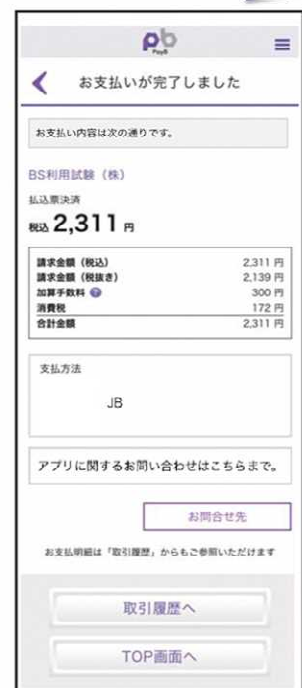 pb
PayB
お支払いが完了しました
お支払い内容は次の通りです。
BS利用試験（株）
払込票決済
税込 2,311 円
請求金額（税込） 2,311 円
請求金額（税抜き） 2,139 円
加算手数料 ? 300 円
消費税 172 円
合計金額 2,311 円
支払方法
JB
アプリに関するお問い合わせはこちらまで。
お問合せ先
お支払明細は「取引履歴」からもご参照いただけます
取引履歴へ
TOP画面へ